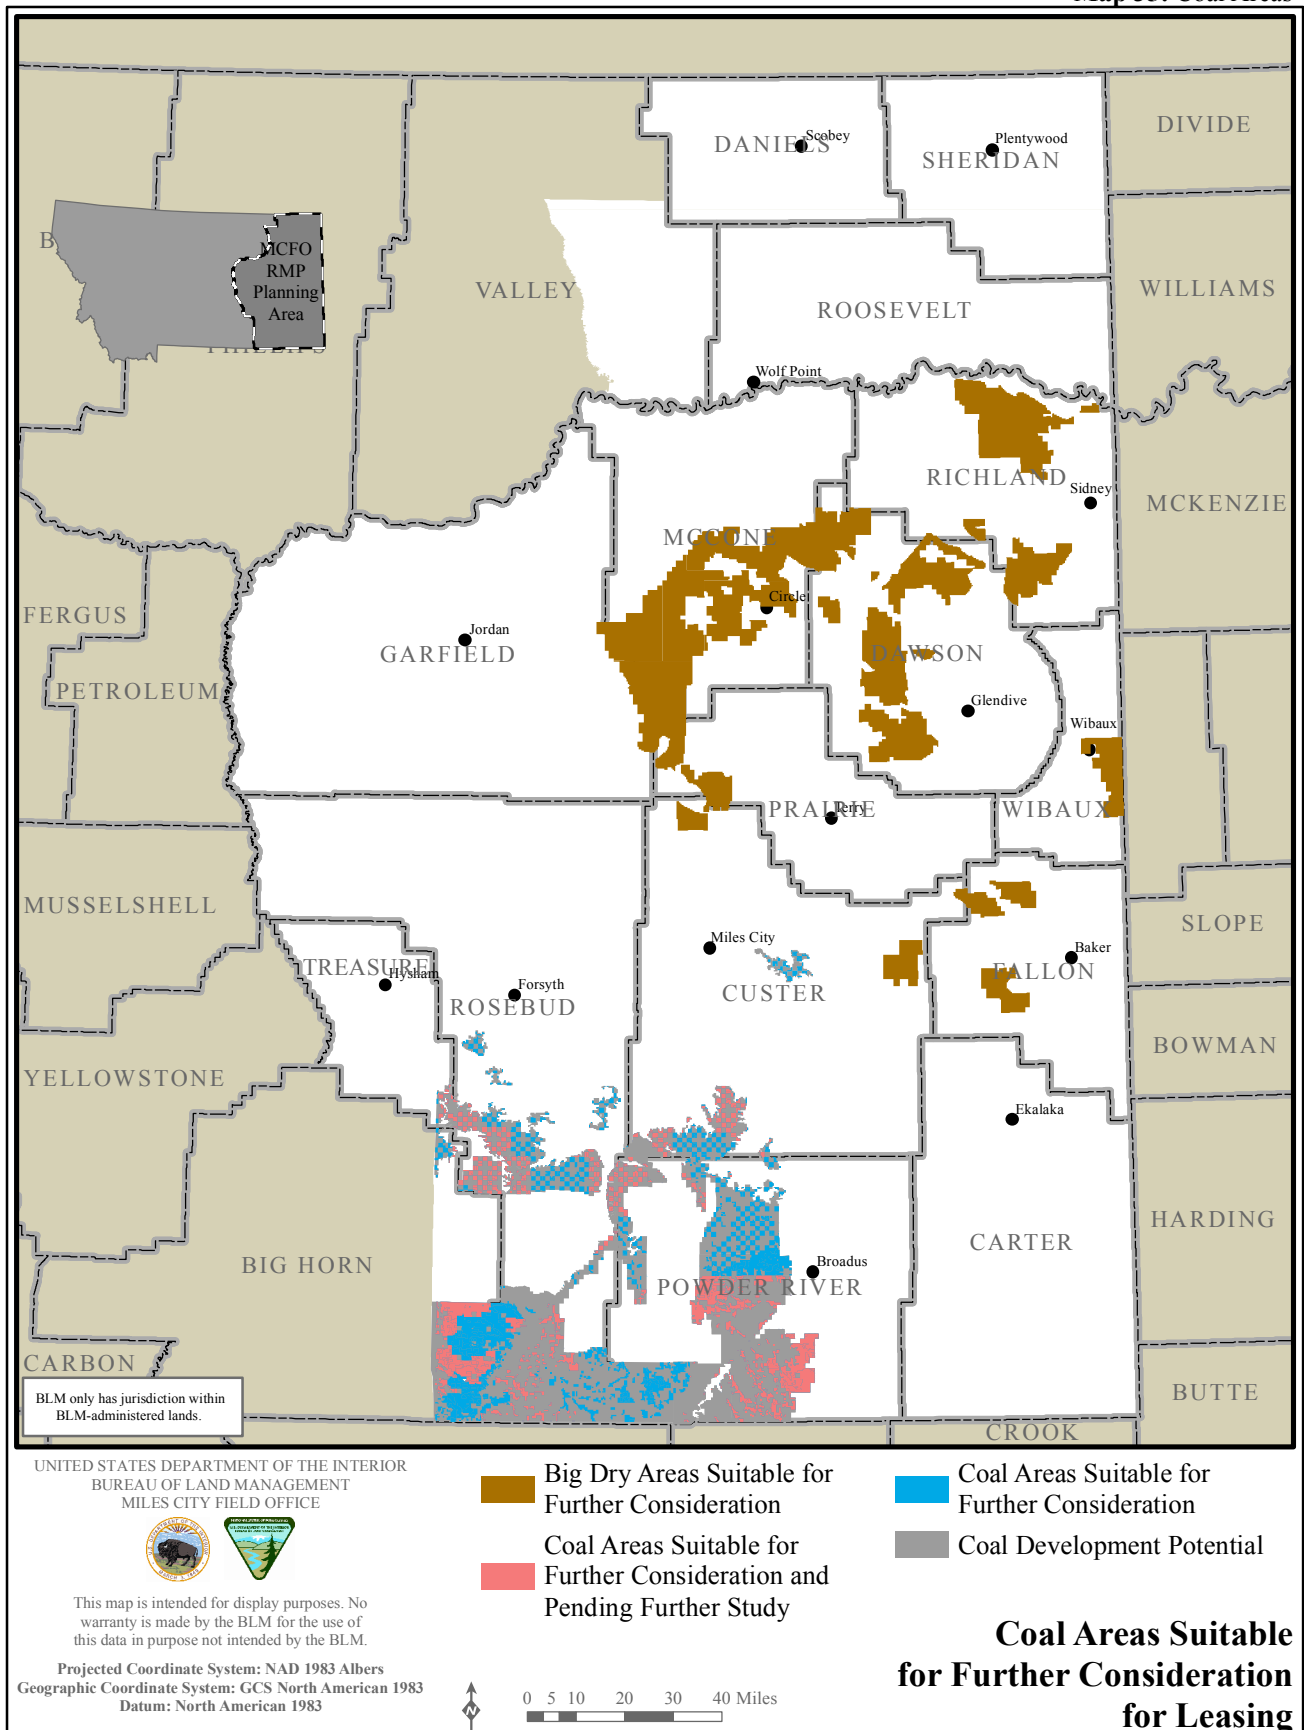 DIVIDE
Scobey
DANIELS
Plentywood
SHERIDAN
MCFO
RMP
Planning
Area
VALLEY
WILLIAMS
ROOSEVELT
Wolf Point
RICHLAND
Sidney
MCKENZIE
MCCONE
Circle
FERGUS
Jordan
GARFIELD
DAWSON
PETROLEUM
Glendive
Wibaux
PRAIRIE
Terry
WIBAUX
MUSSELSHELL
SLOPE
Miles City
Baker
TREASURE
Hysham
FALLON
Forsyth
CUSTER
ROSEBUD
BOWMAN
YELLOWSTONE
Ekalaka
HARDING
CARTER
BIG HORN
Broadus
POWDER RIVER
CARBON
BUTTE
BLM only has jurisdiction within
BLM-administered lands.
CROOK
UNITED STATES DEPARTMENT OF THE INTERIOR
BUREAU OF LAND MANAGEMENT
MILES CITY FIELD OFFICE
This map is intended for display purposes. No
warranty is made by the BLM for the use of
this data in purpose not intended by the BLM.
Projected Coordinate System: NAD 1983 Albers
Geographic Coordinate System: GCS North American 1983
Datum: North American 1983
Big Dry Areas Suitable for
Further Consideration
Coal Areas Suitable for
Further Consideration and
Pending Further Study
Coal Areas Suitable for
Further Consideration
Coal Development Potential
N
0 5 10 20 30 40 Miles
Coal Areas Suitable
for Further Consideration
for Leasing